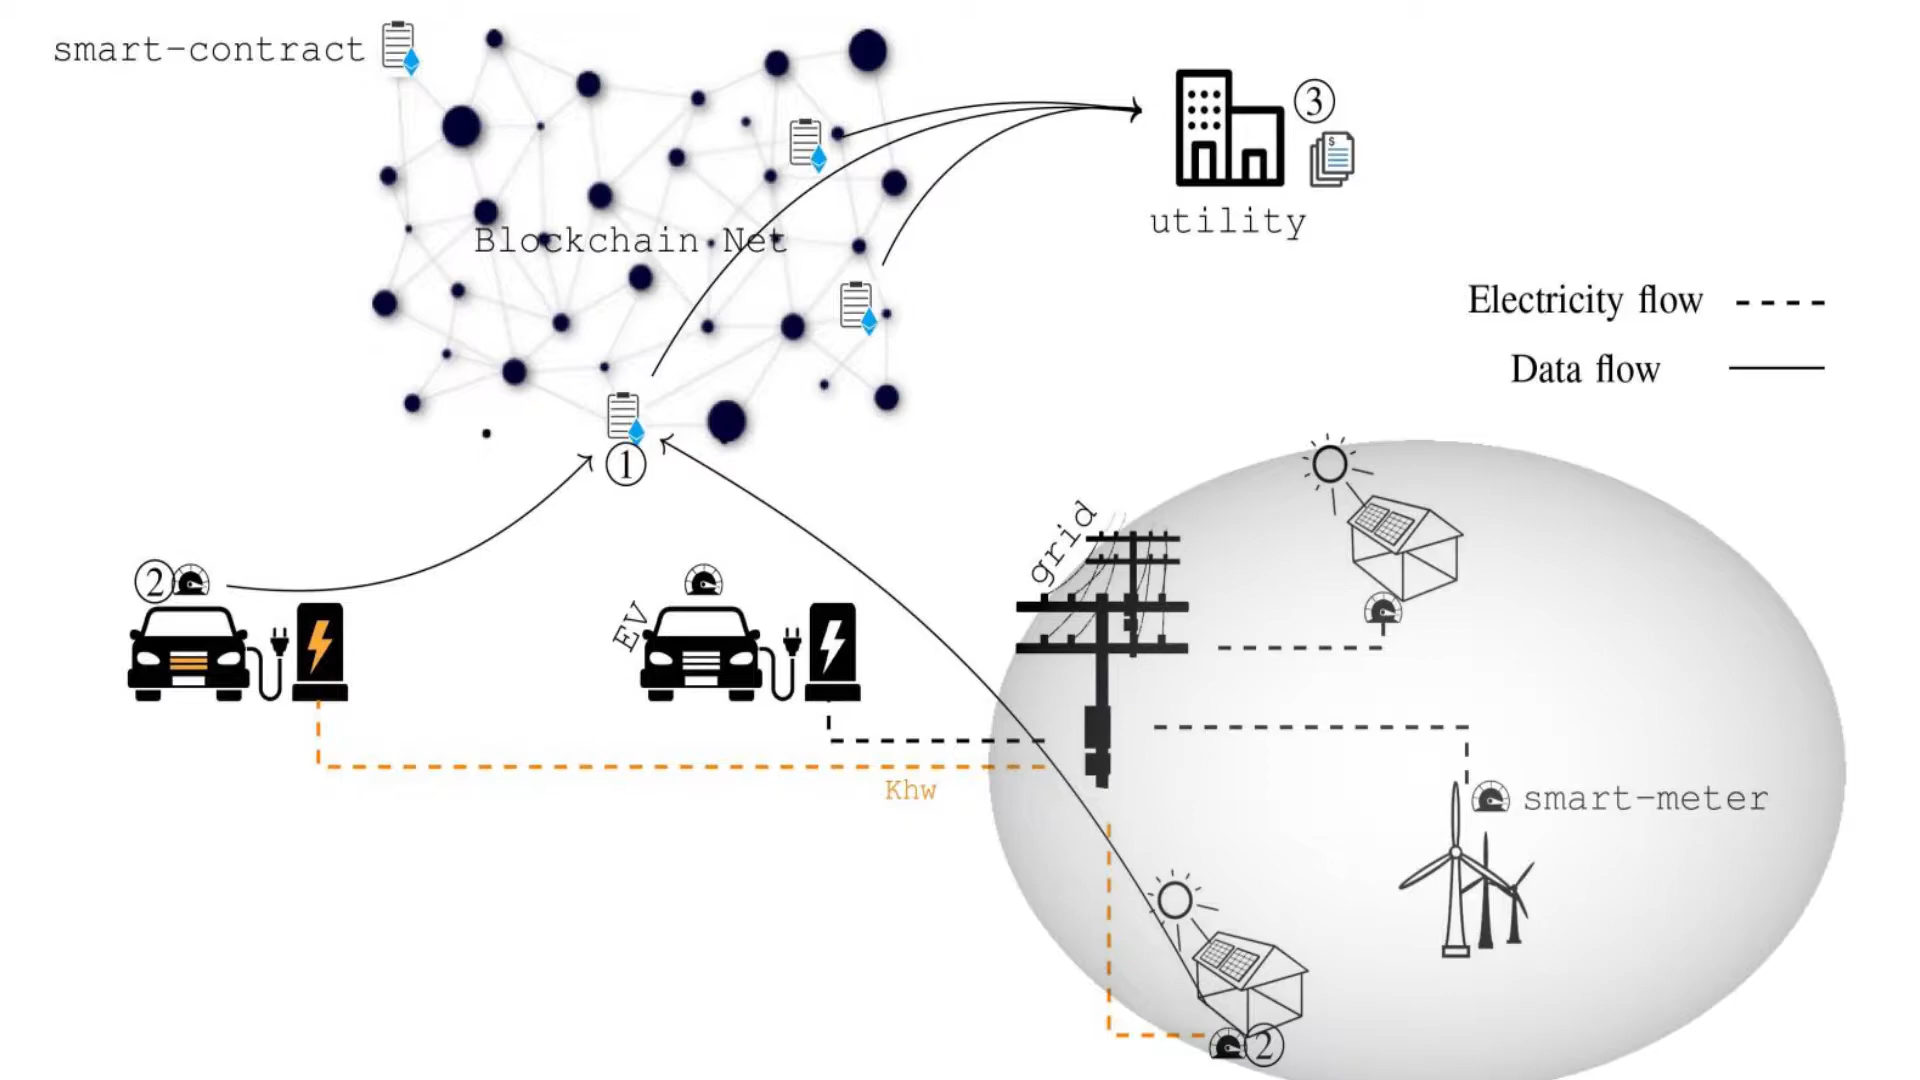 smart-contract
Blockchain Net
3
$
utility
Electricity flow
Data flow
1
2
EV
grid
Khw
smart-meter
2